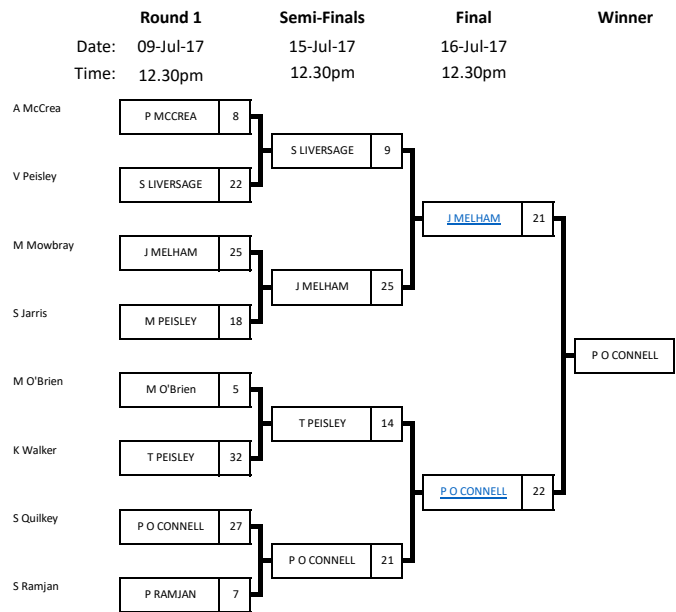 Round 1 Semi-Finals Final Winner
Date: 09-Jul-17 15-Jul-17 16-Jul-17
Time: 12.30pm 12.30pm 12.30pm
A McCrea
P MCCREA 8
S LIVERSAGE 9
V Peisley
S LIVERSAGE 22
J MELHAM 21
M Mowbray
J MELHAM 25
J MELHAM 25
S Jarris
M PEISLEY 18
P O CONNELL
M O'Brien
M O'Brien 5
T PEISLEY 14
K Walker
T PEISLEY 32
P O CONNELL 22
S Quilkey
P O CONNELL 27
P O CONNELL 21
S Ramjan
P RAMJAN 7